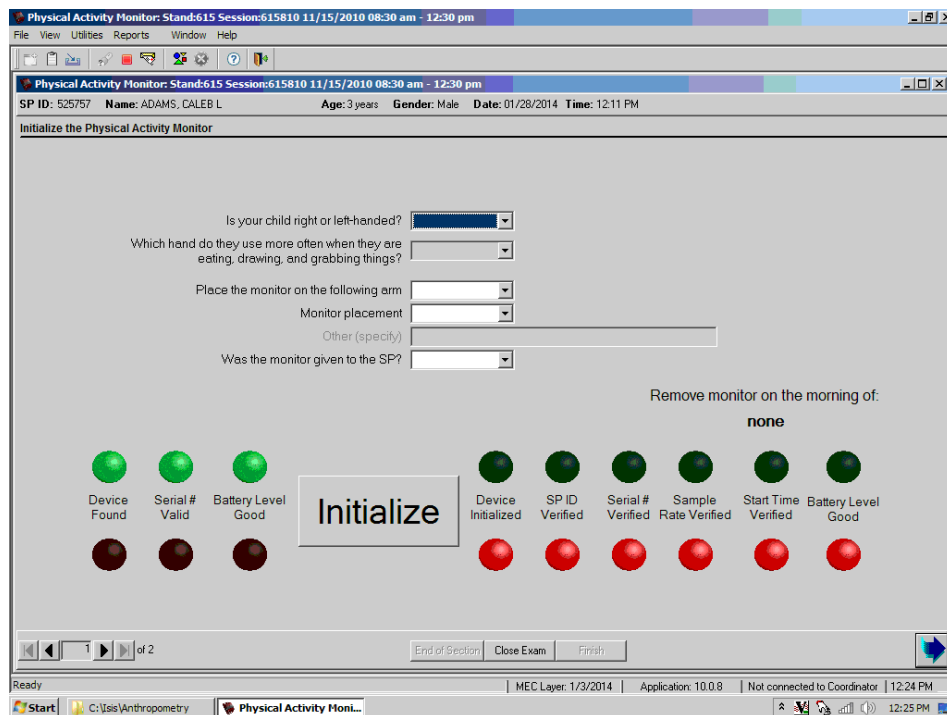 Physical Activity Monitor: Stand:615 Session:615810 11/15/2010 08:30 am - 12:30 pm
File View Utilities Reports Window Help
Physical Activity Monitor: Stand:615 Session:615810 11/15/2010 08:30 am - 12:30 pm
SP ID: 525757 Name: ADAMS, CALEB L Age: 3 years Gender: Male Date: 01/28/2014 Time: 12:11 PM
Initialize the Physical Activity Monitor
Is your child right or left-handed?
Which hand do they use more often when they are
eating, drawing, and grabbing things?
Place the monitor on the following arm
Monitor placement
Other (specify)
Was the monitor given to the SP?
Remove monitor on the morning of:
none
Device Found
Serial # Valid
Battery Level Good
Initialize
Device Initialized
SP ID Verified
Serial # Verified
Sample Rate Verified
Start Time Verified
Battery Level Good
1 of 2
End of Section Close Exam Finish
Ready MEC Layer: 1/3/2014 Application: 10.0.8 Not connected to Coordinator 12:24 PM
Start C:\Isis\Anthropometry Physical Activity Moni... 12:25 PM